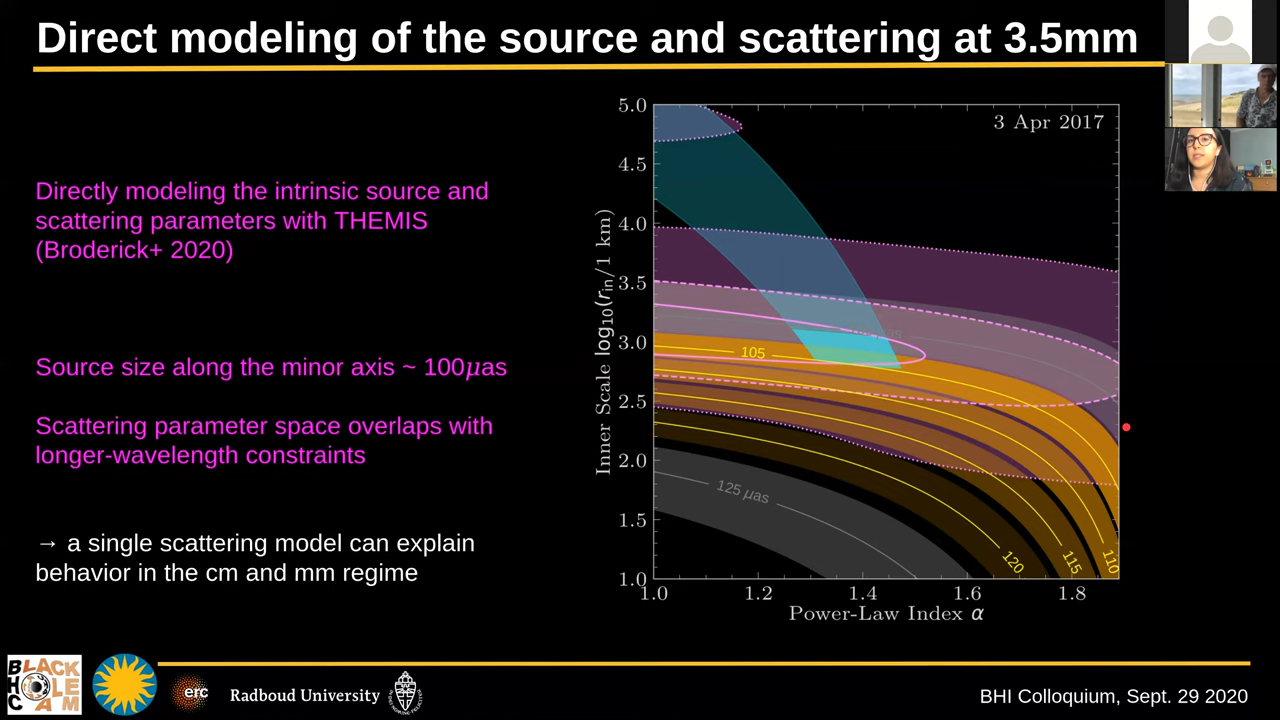 Direct modeling of the source and scattering at 3.5mm
Directly modeling the intrinsic source and
scattering parameters with THEMIS
(Broderick+ 2020)
Source size along the minor axis ~ 100μas
Scattering parameter space overlaps with
longer-wavelength constraints
→ a single scattering model can explain
behavior in the cm and mm regime
3 Apr 2017
5.0
4.5
4.0
3.5
3.0
2.5
2.0
1.5
1.0
Inner Scale log₁₀(r_in/1 km)
105
125 μas
120
115
110
1.0 1.2 1.4 1.6 1.8
Power-Law Index α
BLACK
HOLE
CAM
erc
Radboud University
BHI Colloquium, Sept. 29 2020